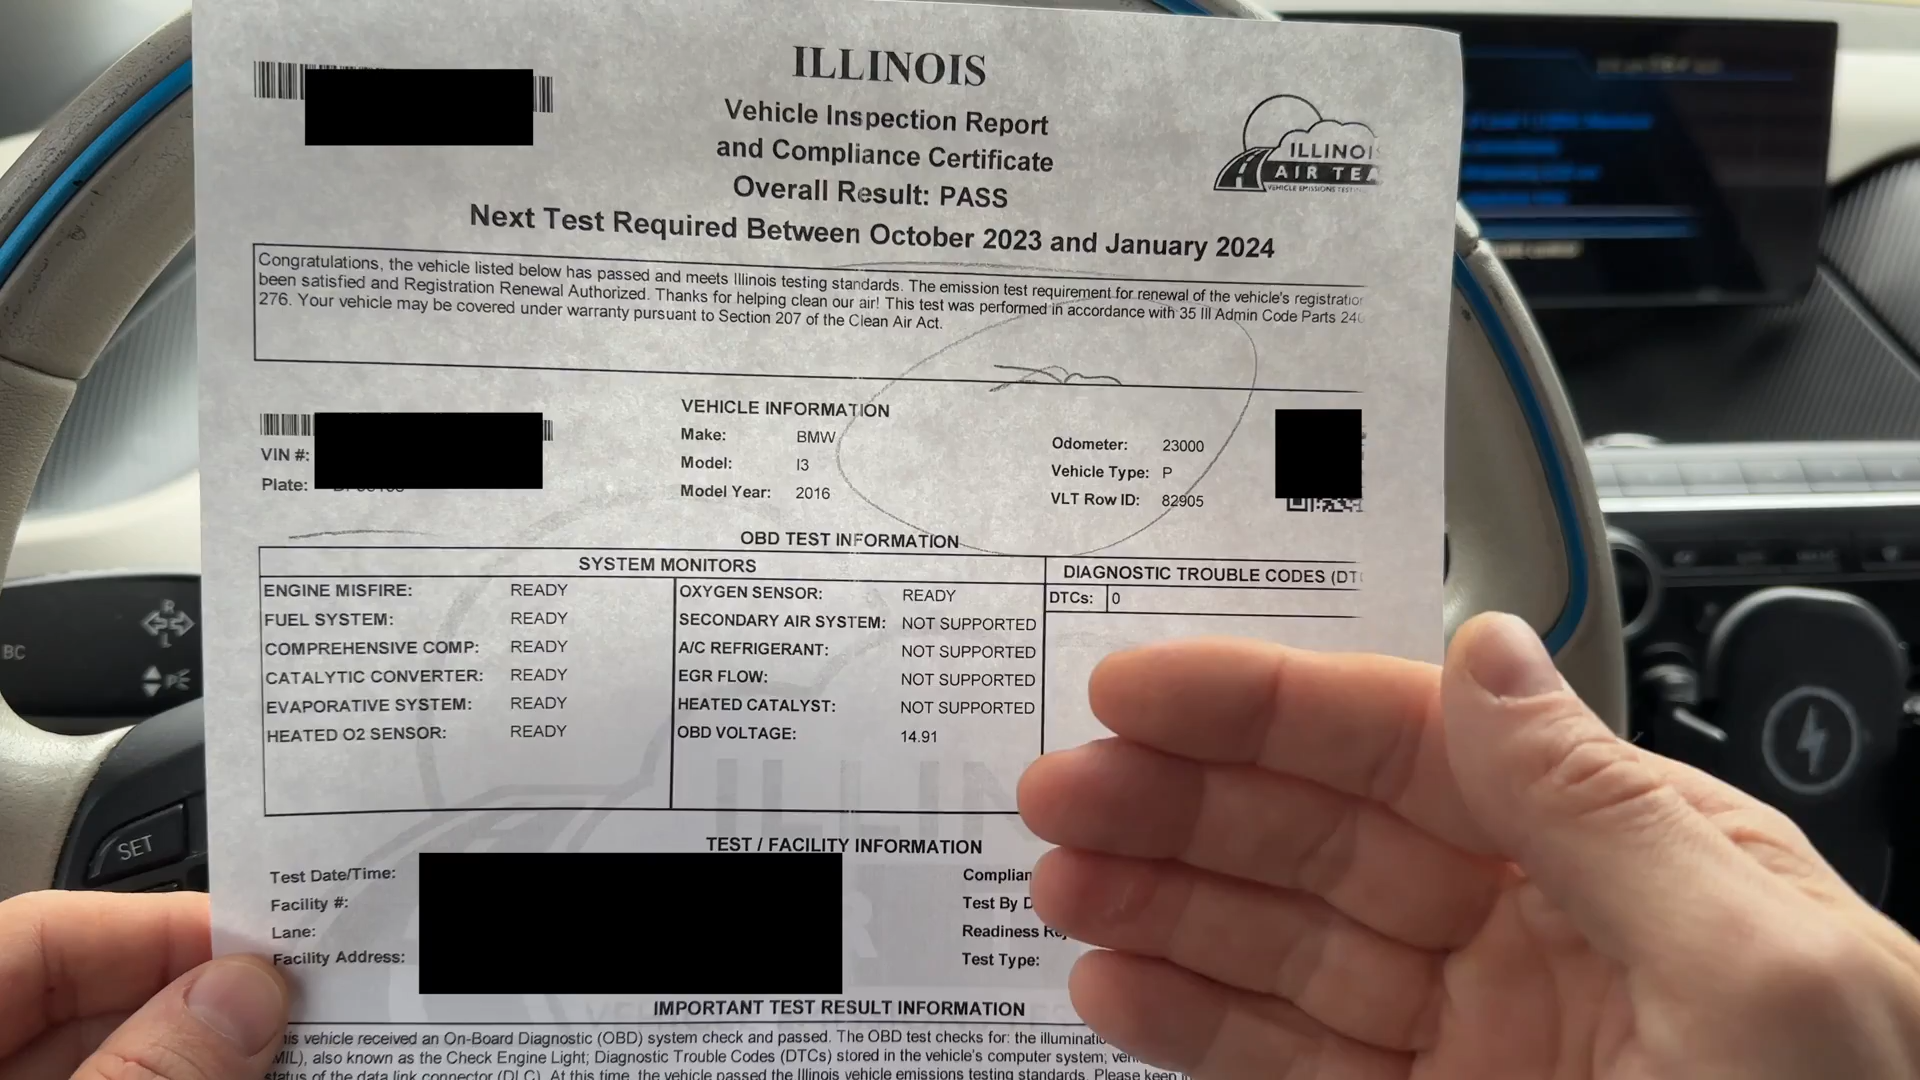 ILLINOIS
Vehicle Inspection Report
and Compliance Certificate
Overall Result: PASS
Next Test Required Between October 2023 and January 2024
ILLINOIS
AIR TEA
VEHICLE EMISSIONS TESTIN
Congratulations, the vehicle listed below has passed and meets Illinois testing standards. The emission test requirement for renewal of the vehicle's registration
been satisfied and Registration Renewal Authorized. Thanks for helping clean our air! This test was performed in accordance with 35 Ill Admin Code Parts 240
276. Your vehicle may be covered under warranty pursuant to Section 207 of the Clean Air Act.
VIN #:
Plate:
VEHICLE INFORMATION
Make: BMW
Model: I3
Model Year: 2016
Odometer: 23000
Vehicle Type: P
VLT Row ID: 82905
OBD TEST INFORMATION
SYSTEM MONITORS
ENGINE MISFIRE: READY
FUEL SYSTEM: READY
COMPREHENSIVE COMP: READY
CATALYTIC CONVERTER: READY
EVAPORATIVE SYSTEM: READY
HEATED O2 SENSOR: READY
OXYGEN SENSOR: READY
SECONDARY AIR SYSTEM: NOT SUPPORTED
A/C REFRIGERANT: NOT SUPPORTED
EGR FLOW: NOT SUPPORTED
HEATED CATALYST: NOT SUPPORTED
OBD VOLTAGE: 14.91
DIAGNOSTIC TROUBLE CODES (DT
DTCs: 0
TEST / FACILITY INFORMATION
Test Date/Time:
Facility #:
Lane:
Facility Address:
Complian
Test By D
Readiness
Test Type:
IMPORTANT TEST RESULT INFORMATION
is vehicle received an On-Board Diagnostic (OBD) system check and passed. The OBD test checks for: the illuminatio
MIL), also known as the Check Engine Light; Diagnostic Trouble Codes (DTCs) stored in the vehicle's computer system; veh
status of the data link connector (DLC). At this time, the vehicle passed the Illinois vehicle emissions testing standards. Please keep
BC
R
L
SET